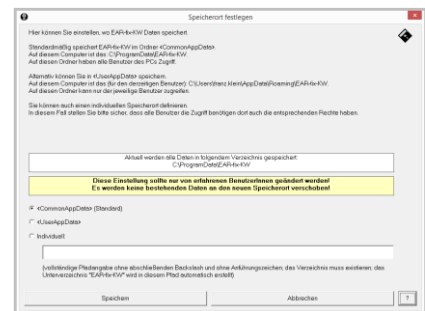 Speicherort festlegen
Hier können Sie einstellen, wo EAR-fix-KW Daten speichert
Standardmäßig speichert EAR-fix-KW im Ordner <CommonAppData>.
Auf diesem Computer ist das: C:\ProgramData\EAR-fix-KW.
Auf diesen Ordner haben alle Benutzer des PCs Zugriff.
Alternativ können Sie in <UserAppData> speichern.
Auf diesem Computer ist das (für den derzeitigen Benutzer): C:\Users\franz.klein\AppData\Roaming\EAR-fix-KW.
Auf diesen Ordner kann nur der jeweilige Benutzer zugreifen.
Sie können auch einen individuellen Speicherort definieren.
In diesem Fall stellen Sie bitte sicher, dass alle Benutzer die Zugriff benötigen dort auch die entsprechenden Rechte haben.
Aktuell werden alle Daten in folgendem Verzeichnis gespeichert:
C:\ProgramData\EAR-fix-KW
Diese Einstellung sollte nur von erfahrenen BenutzerInnen geändert werden!
Es werden keine bestehenden Daten an den neuen Speicherort verschoben!
<CommonAppData> (Standard)
<UserAppData>
Individuell:
(vollständige Pfadangabe ohne abschließenden Backslash und ohne Anführungszeichen; das Verzeichnis muss existieren; das
Unterverzeichnis "EAR-fix-KW" wird in diesem Pfad automatisch erstellt)
Speichern
Abbrechen
?